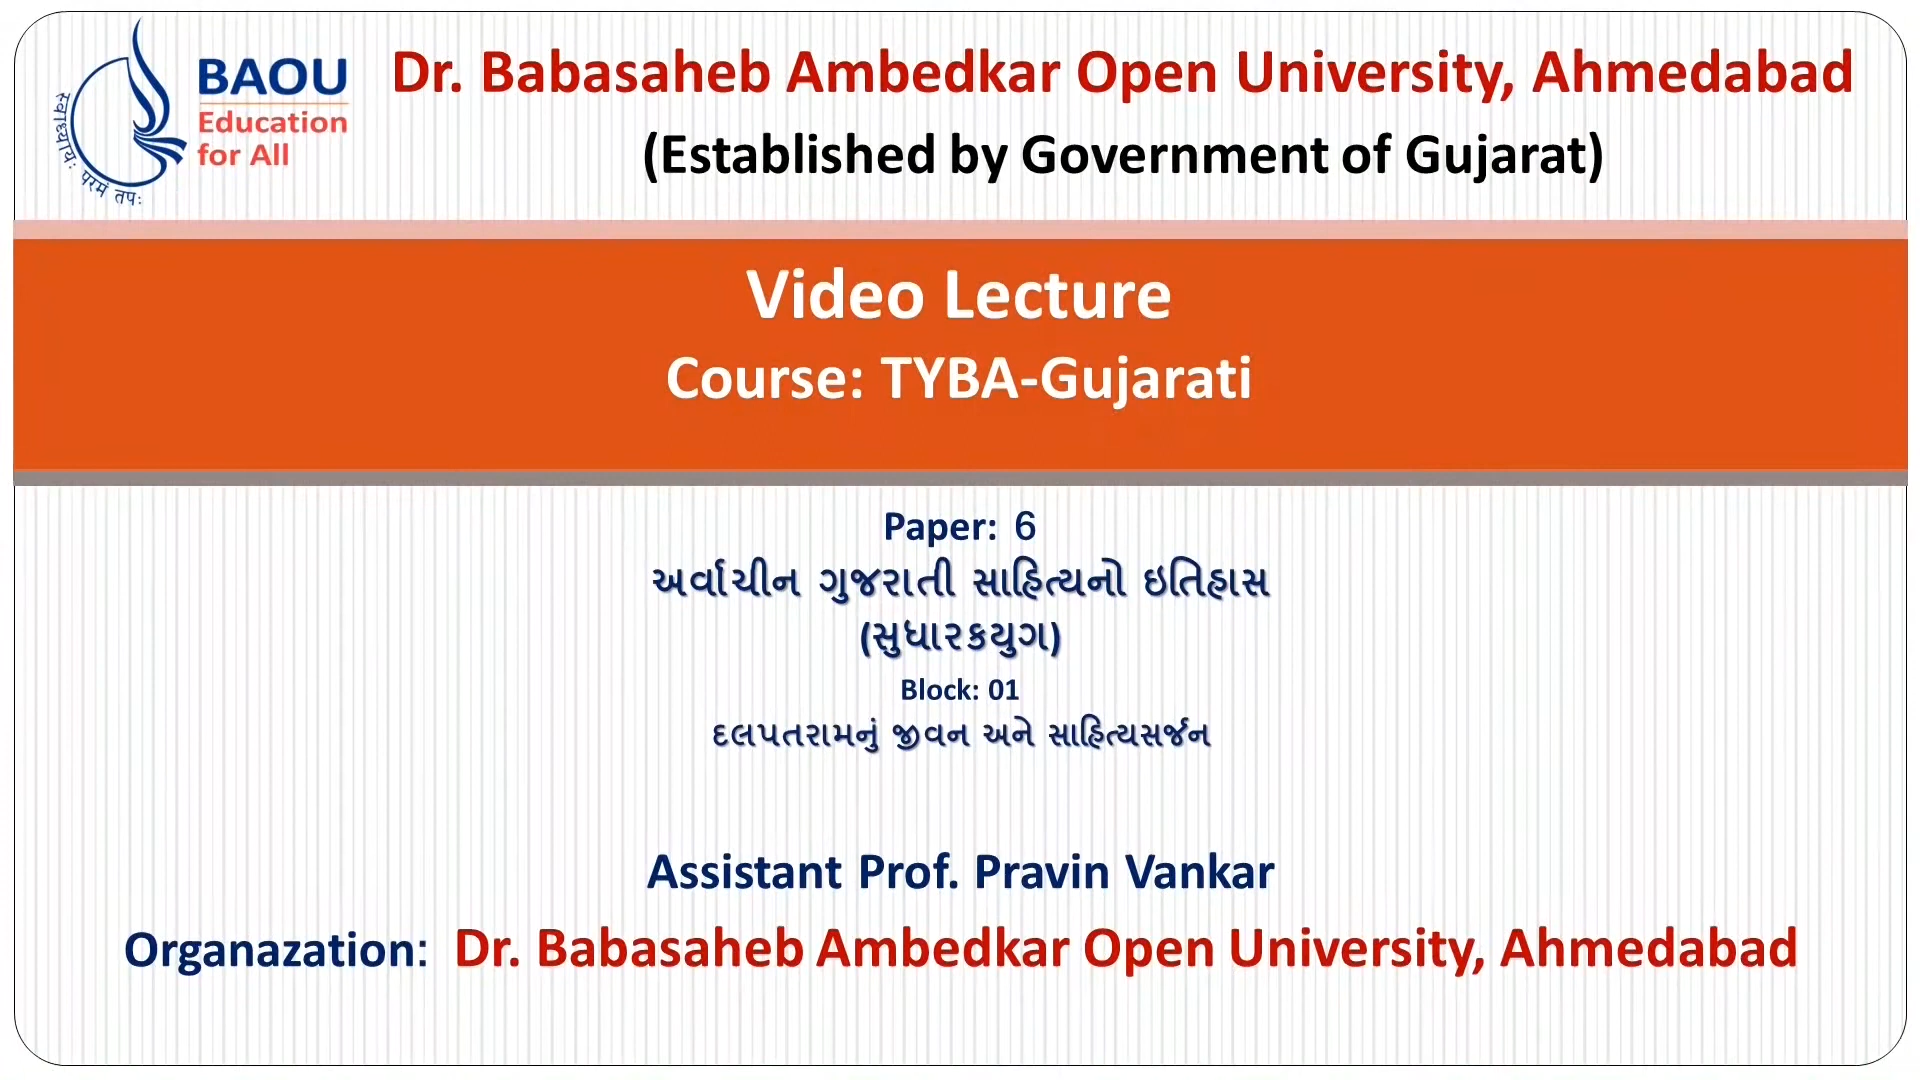 स्वाध्यायः परमं तपः
BAOU
Education
for All
Dr. Babasaheb Ambedkar Open University, Ahmedabad
(Established by Government of Gujarat)
Video Lecture
Course: TYBA-Gujarati
Paper: 6
અર્વાચીન ગુજરાતી સાહિત્યનો ઇતિહાસ
(સુધારકયુગ)
Block: 01
દલપતરામનું જીવન અને સાહિત્યસર્જન
Assistant Prof. Pravin Vankar
Organazation: Dr. Babasaheb Ambedkar Open University, Ahmedabad